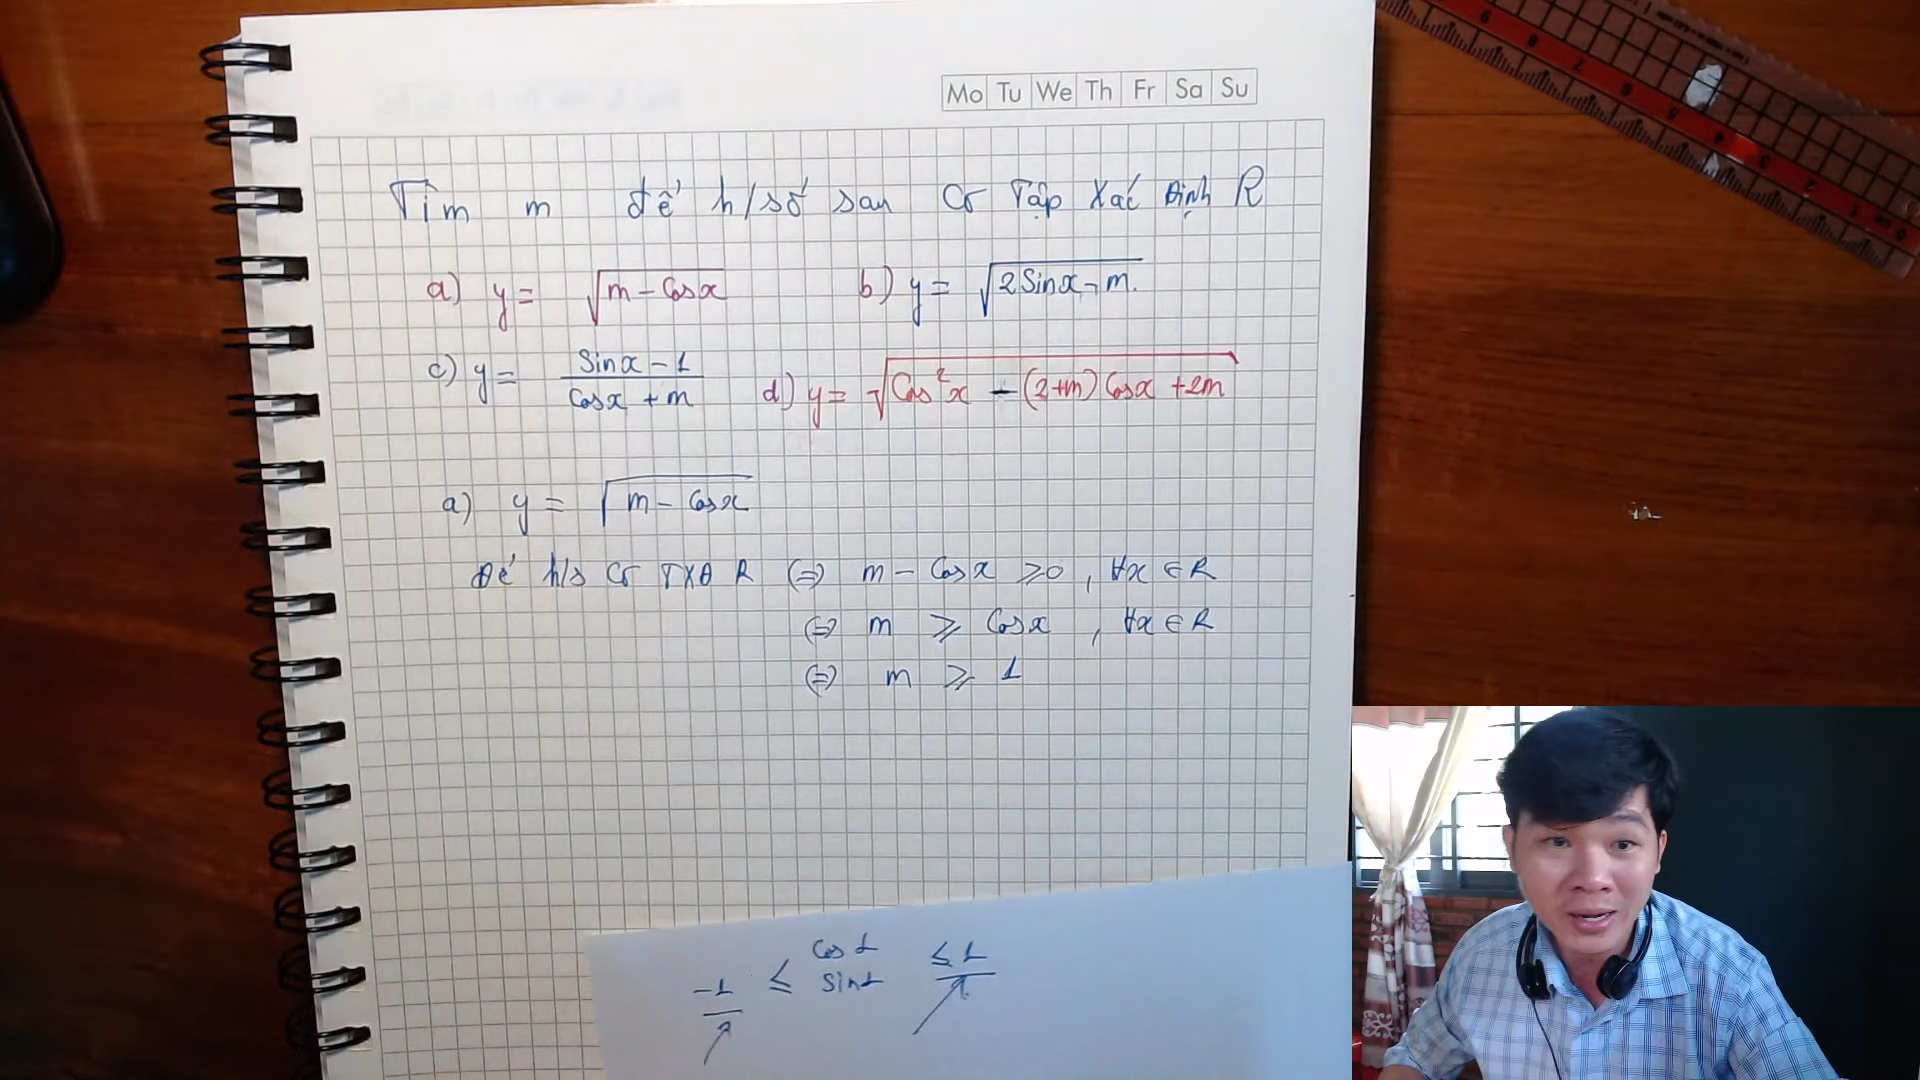 Mo Tu We Th Fr Sa Su
Tìm m để h/số sau có Tập Xác Định R
a) y = √(m - Cosx) b) y = √(2Sinx - m.)
c) y = (Sinx - 1)/(Cosx + m) d) y = √(Cos²x - (2+m) Cosx + 2m)
a) y = √(m - Cosx)
Để h/s có TXĐ R (=) m - Cosx ≥ 0 , ∀x ∈ R
(=) m ≥ Cosx , ∀x ∈ R
(=) m ≥ 1
Cos α
-1 ≤ Sin α ≤ 1